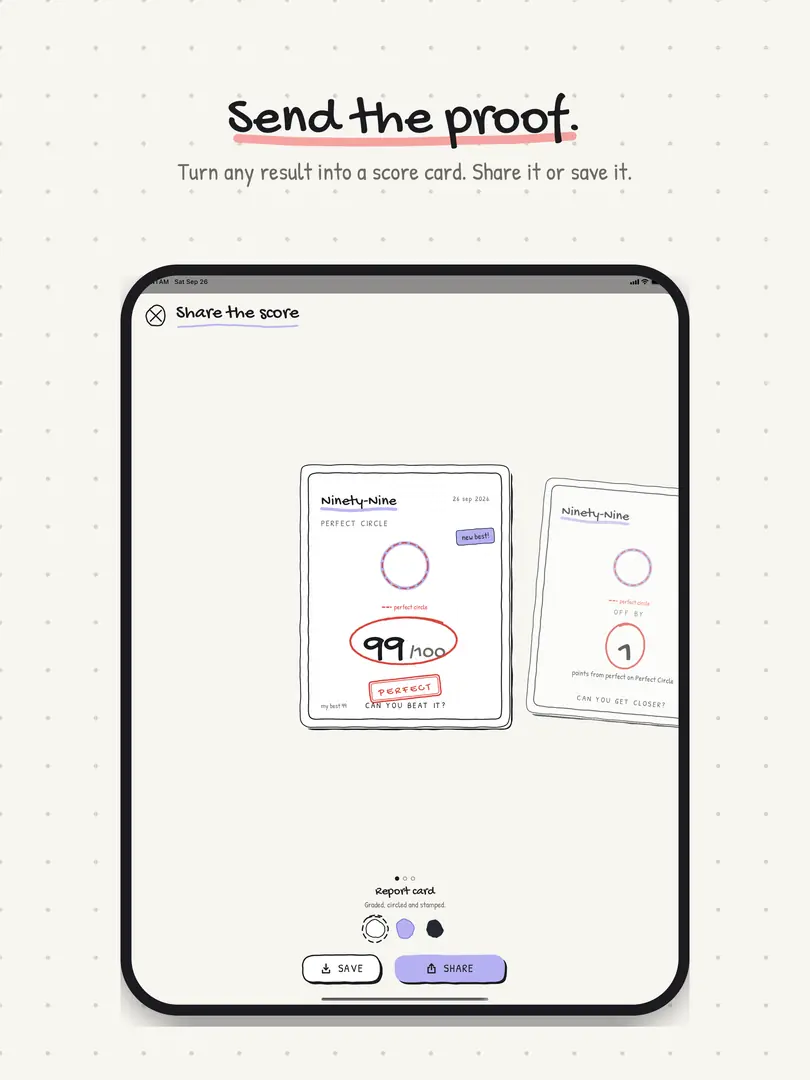 Send the proof.
Turn any result into a score card. Share it or save it.
Sat Sep 26
Share the score
Ninety-Nine
26 sep 2026
PERFECT CIRCLE
new best!
perfect circle
99 /100
PERFECT
my best 99
CAN YOU BEAT IT?
Ninety-Nine
perfect circle
OFF BY
1
points from perfect on Perfect Circle
CAN YOU GET CLOSER?
Report card
Graded, circled and stamped.
SAVE
SHARE